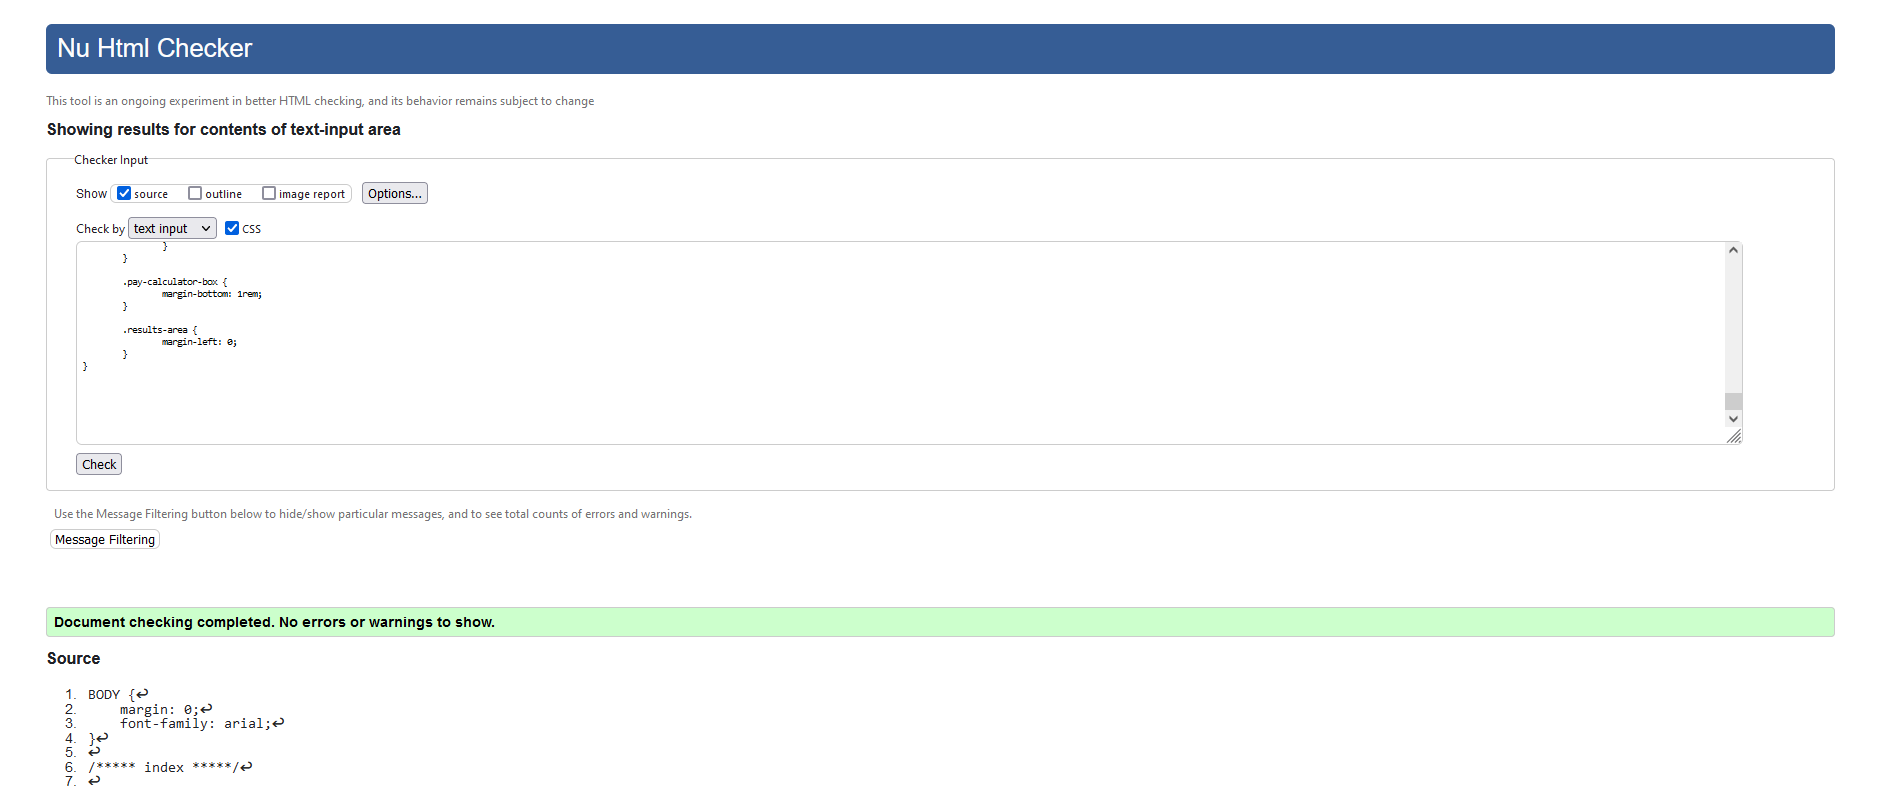 Nu Html Checker
This tool is an ongoing experiment in better HTML checking, and its behavior remains subject to change
Showing results for contents of text-input area
Checker Input
Show source outline image report Options...
Check by text input CSS
}
}
.pay-calculator-box {
margin-bottom: 1rem;
}
.results-area {
margin-left: 0;
}
}
Check
Use the Message Filtering button below to hide/show particular messages, and to see total counts of errors and warnings.
Message Filtering
Document checking completed. No errors or warnings to show.
Source
1. BODY {↩
2. margin: 0;↩
3. font-family: arial;↩
4. }↩
5. ↩
6. /***** index *****/↩
7. ↩